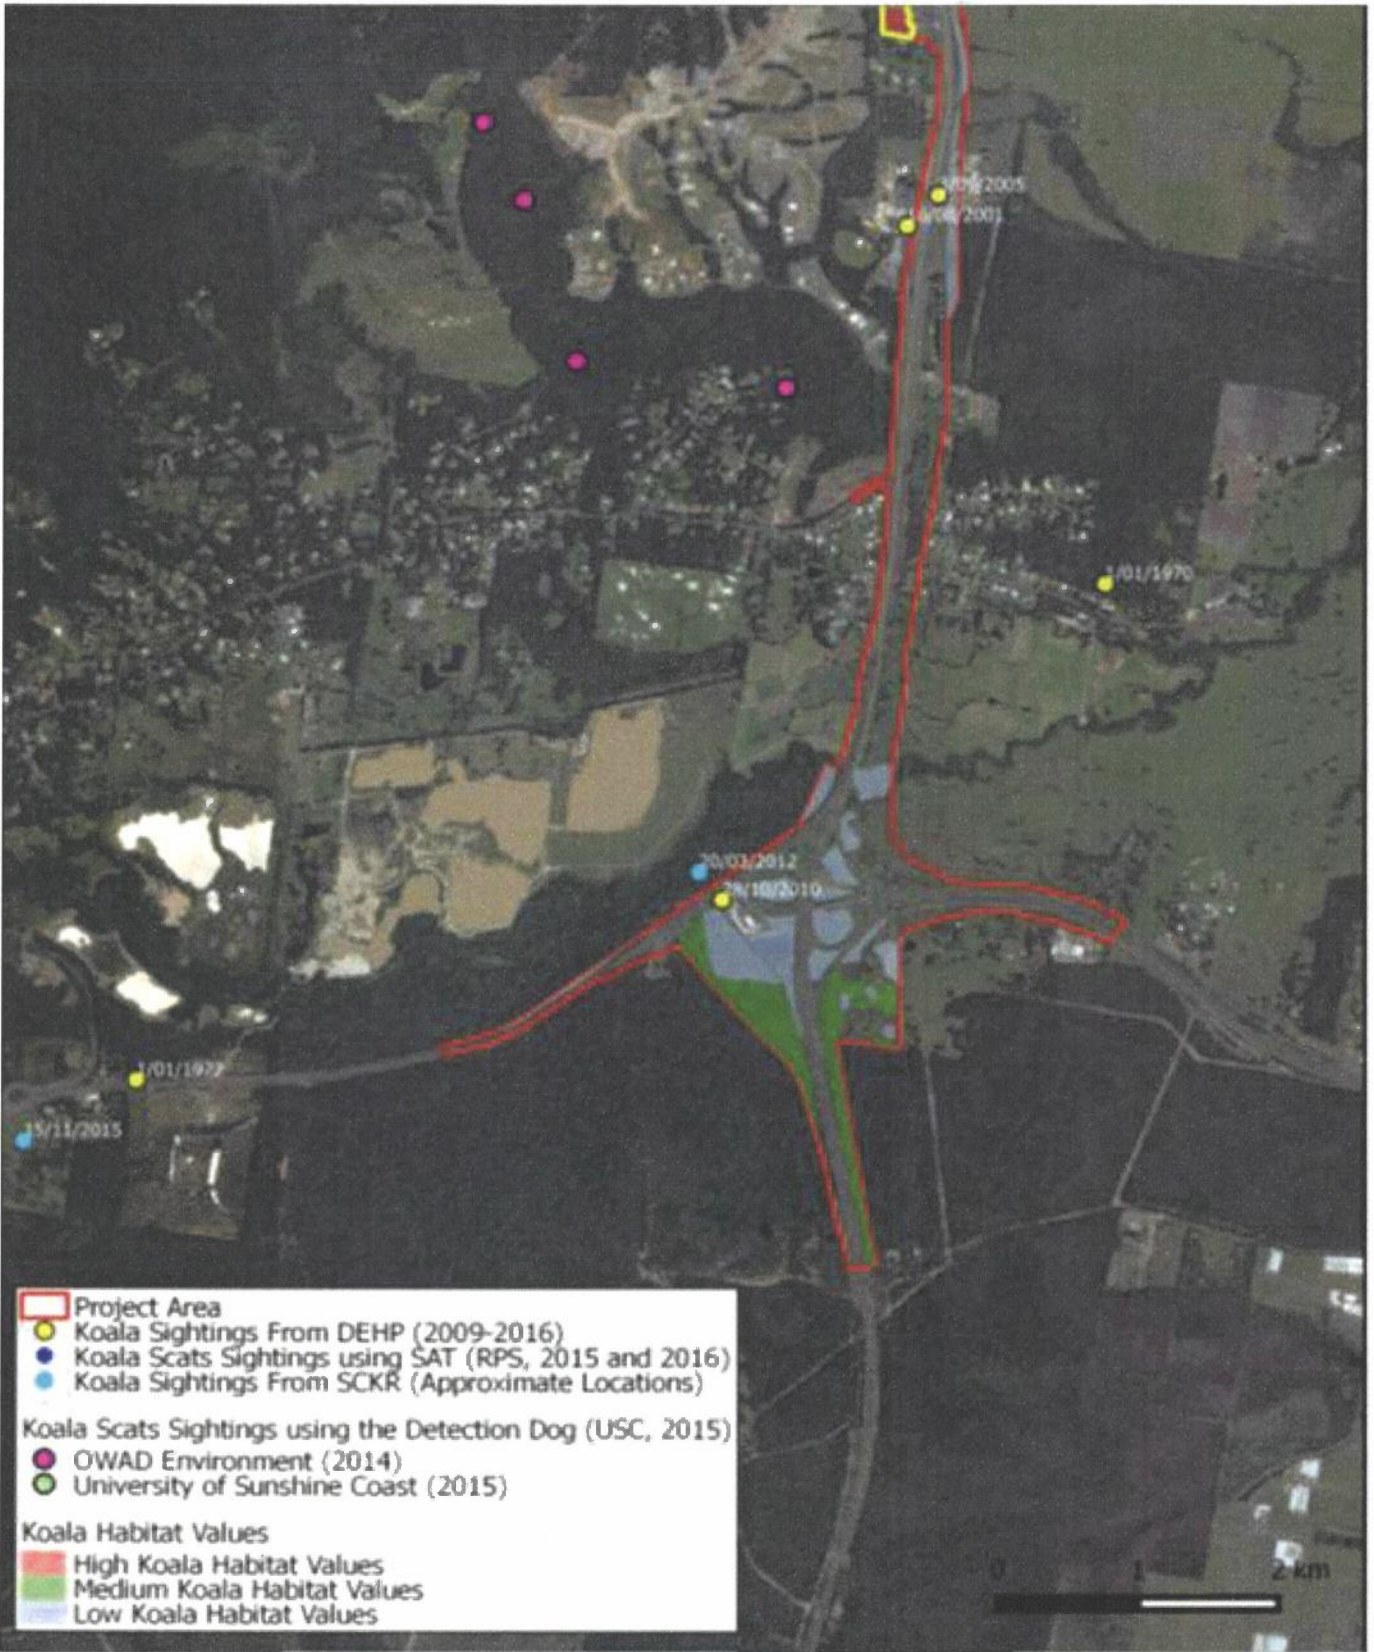 /2005
/2001
1/01/1970
20/03/2012
28/10/2010
1/01/1977
15/11/2015
Project Area
Koala Sightings From DEHP (2009-2016)
Koala Scats Sightings using SAT (RPS, 2015 and 2016)
Koala Sightings From SCKR (Approximate Locations)
Koala Scats Sightings using the Detection Dog (USC, 2015)
OWAD Environment (2014)
University of Sunshine Coast (2015)
Koala Habitat Values
High Koala Habitat Values
Medium Koala Habitat Values
Low Koala Habitat Values
0 1 2 km